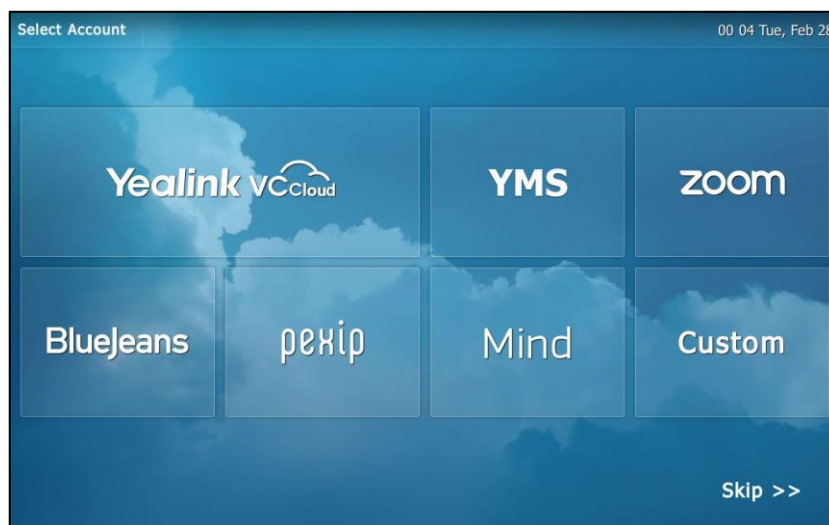 Select Account
00 04 Tue, Feb 28
Yealink VCCloud
YMS
zoom
BlueJeans
pexip
Mind
Custom
Skip >>